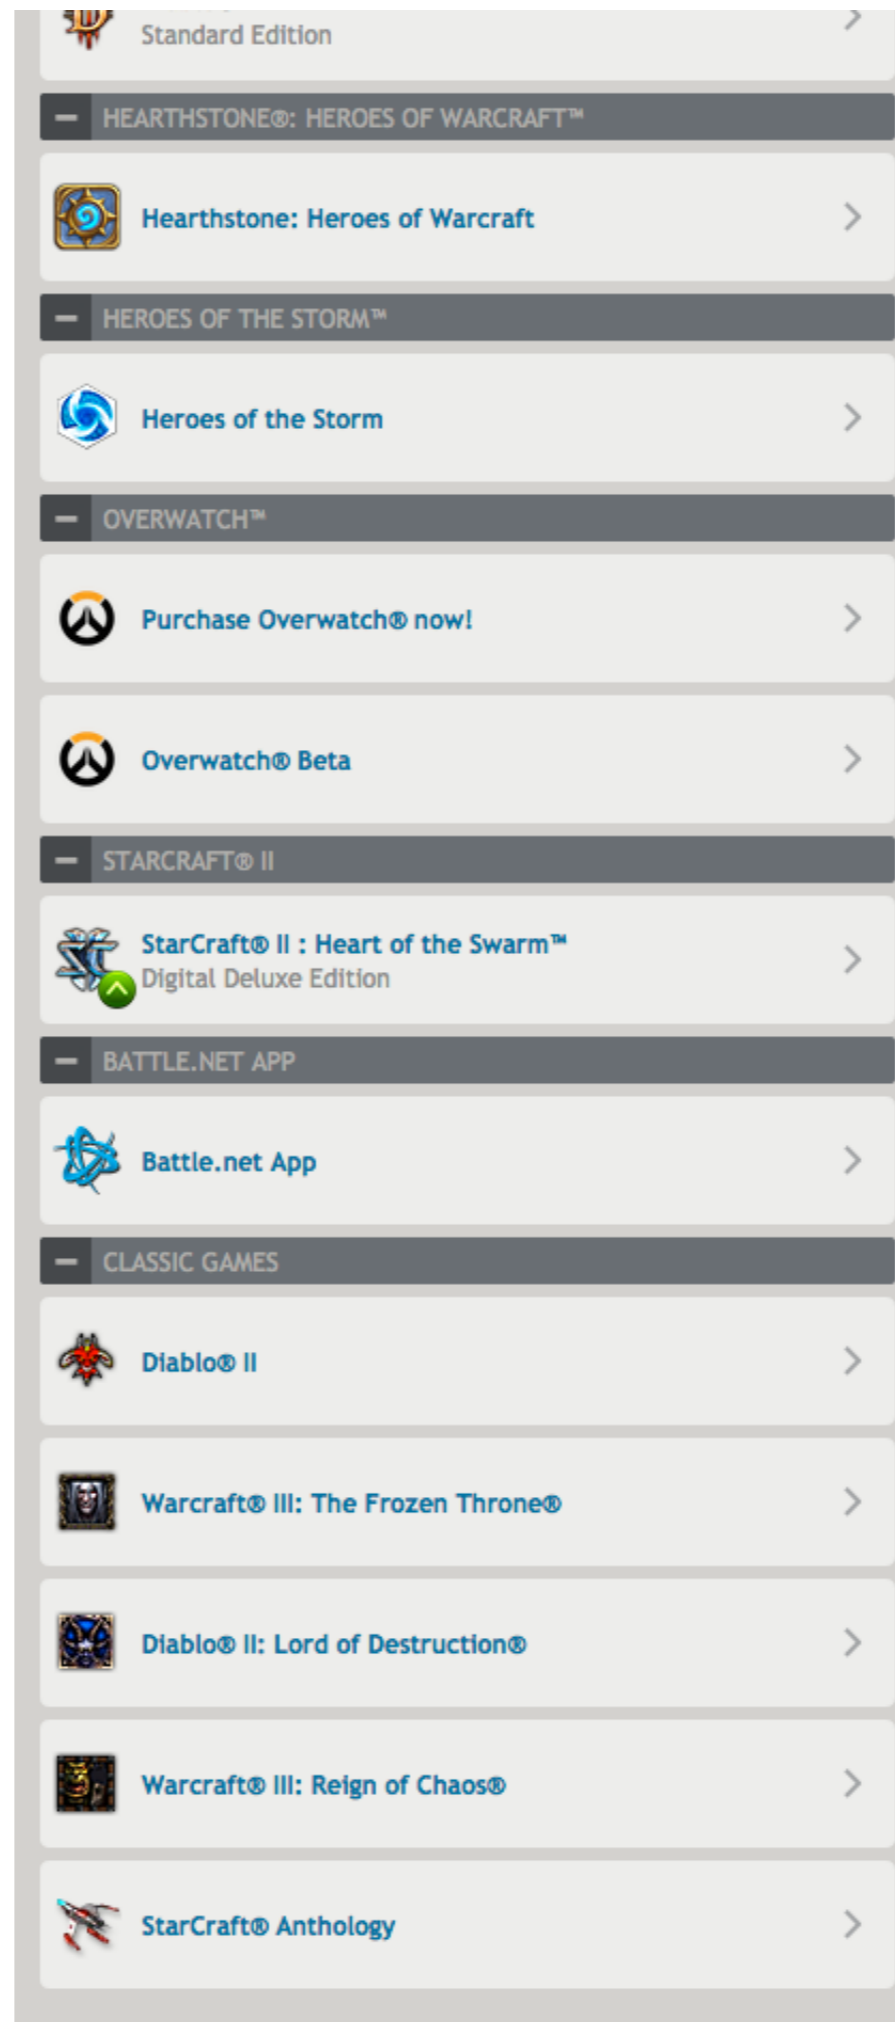 Standard Edition
HEARTHSTONE®: HEROES OF WARCRAFT™
Hearthstone: Heroes of Warcraft
HEROES OF THE STORM™
Heroes of the Storm
OVERWATCH™
Purchase Overwatch® now!
Overwatch® Beta
STARCRAFT® II
StarCraft® II : Heart of the Swarm™
Digital Deluxe Edition
BATTLE.NET APP
Battle.net App
CLASSIC GAMES
Diablo® II
Warcraft® III: The Frozen Throne®
Diablo® II: Lord of Destruction®
Warcraft® III: Reign of Chaos®
StarCraft® Anthology